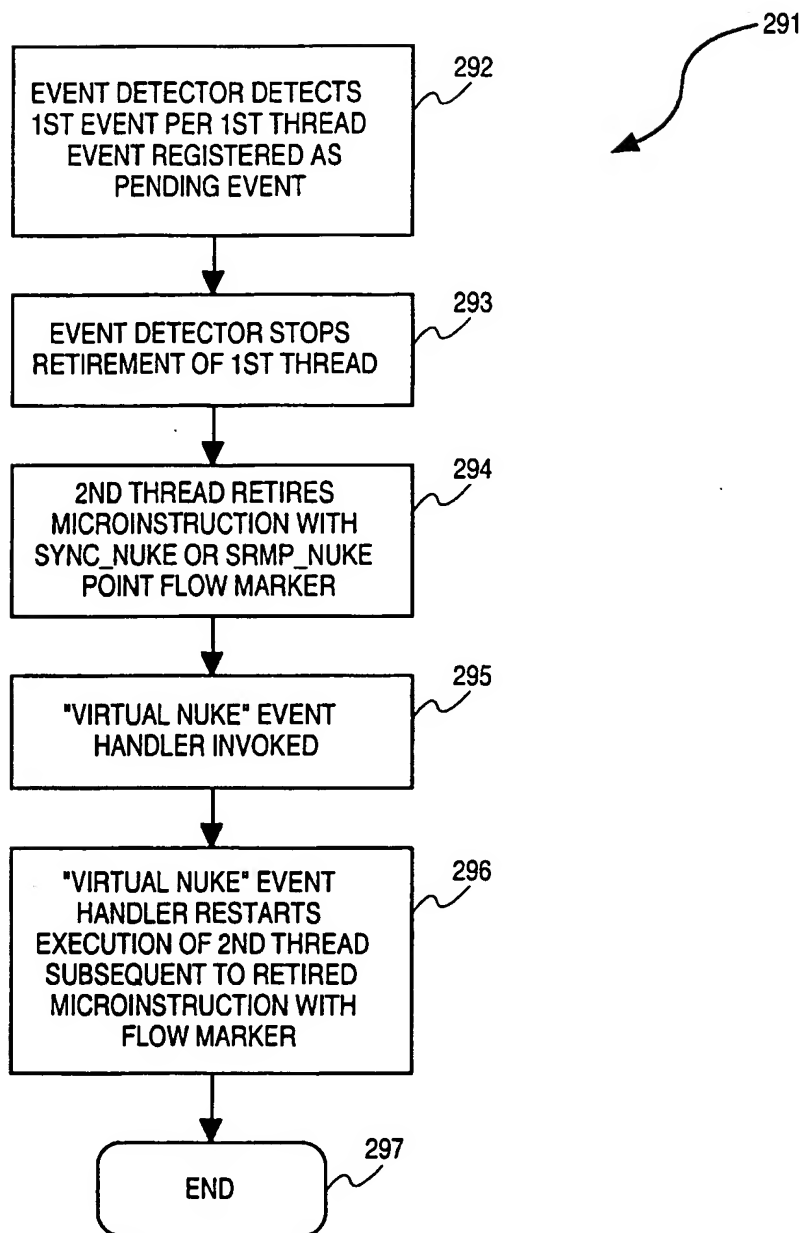 291
292
EVENT DETECTOR DETECTS
1ST EVENT PER 1ST THREAD
EVENT REGISTERED AS
PENDING EVENT
293
EVENT DETECTOR STOPS
RETIREMENT OF 1ST THREAD
294
2ND THREAD RETIRES
MICROINSTRUCTION WITH
SYNC_NUKE OR SRMP_NUKE
POINT FLOW MARKER
295
"VIRTUAL NUKE" EVENT
HANDLER INVOKED
296
"VIRTUAL NUKE" EVENT
HANDLER RESTARTS
EXECUTION OF 2ND THREAD
SUBSEQUENT TO RETIRED
MICROINSTRUCTION WITH
FLOW MARKER
297
END